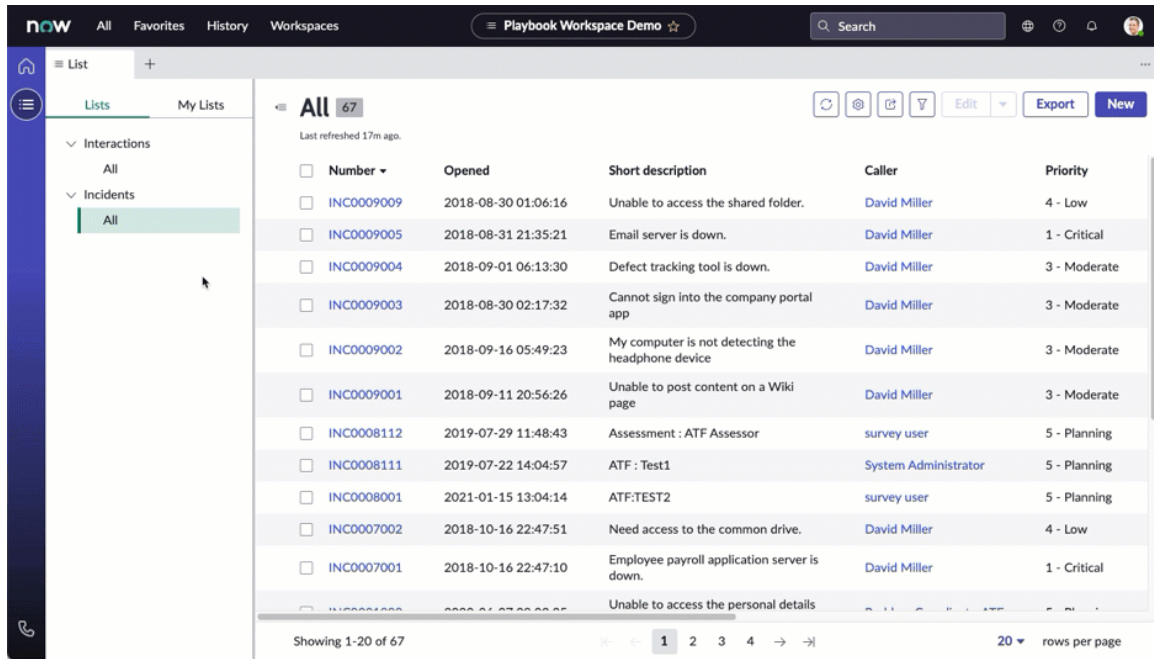 now All Favorites History Workspaces Playbook Workspace Demo Search
List
Lists My Lists
Interactions
All
Incidents
All
All 67
Edit Export New
Last refreshed 17m ago.
Number Opened Short description Caller Priority
INC0009009 2018-08-30 01:06:16 Unable to access the shared folder. David Miller 4 - Low
INC0009005 2018-08-31 21:35:21 Email server is down. David Miller 1 - Critical
INC0009004 2018-09-01 06:13:30 Defect tracking tool is down. David Miller 3 - Moderate
INC0009003 2018-08-30 02:17:32 Cannot sign into the company portal David Miller 3 - Moderate
app
INC0009002 2018-09-16 05:49:23 My computer is not detecting the David Miller 3 - Moderate
headphone device
INC0009001 2018-09-11 20:56:26 Unable to post content on a Wiki David Miller 3 - Moderate
page
INC0008112 2019-07-29 11:48:43 Assessment : ATF Assessor survey user 5 - Planning
INC0008111 2019-07-22 14:04:57 ATF : Test1 System Administrator 5 - Planning
INC0008001 2021-01-15 13:04:14 ATF:TEST2 survey user 5 - Planning
INC0007002 2018-10-16 22:47:51 Need access to the common drive. David Miller 4 - Low
INC0007001 2018-10-16 22:47:10 Employee payroll application server is David Miller 1 - Critical
down.
Unable to access the personal details
Showing 1-20 of 67 1 2 3 4 20 rows per page